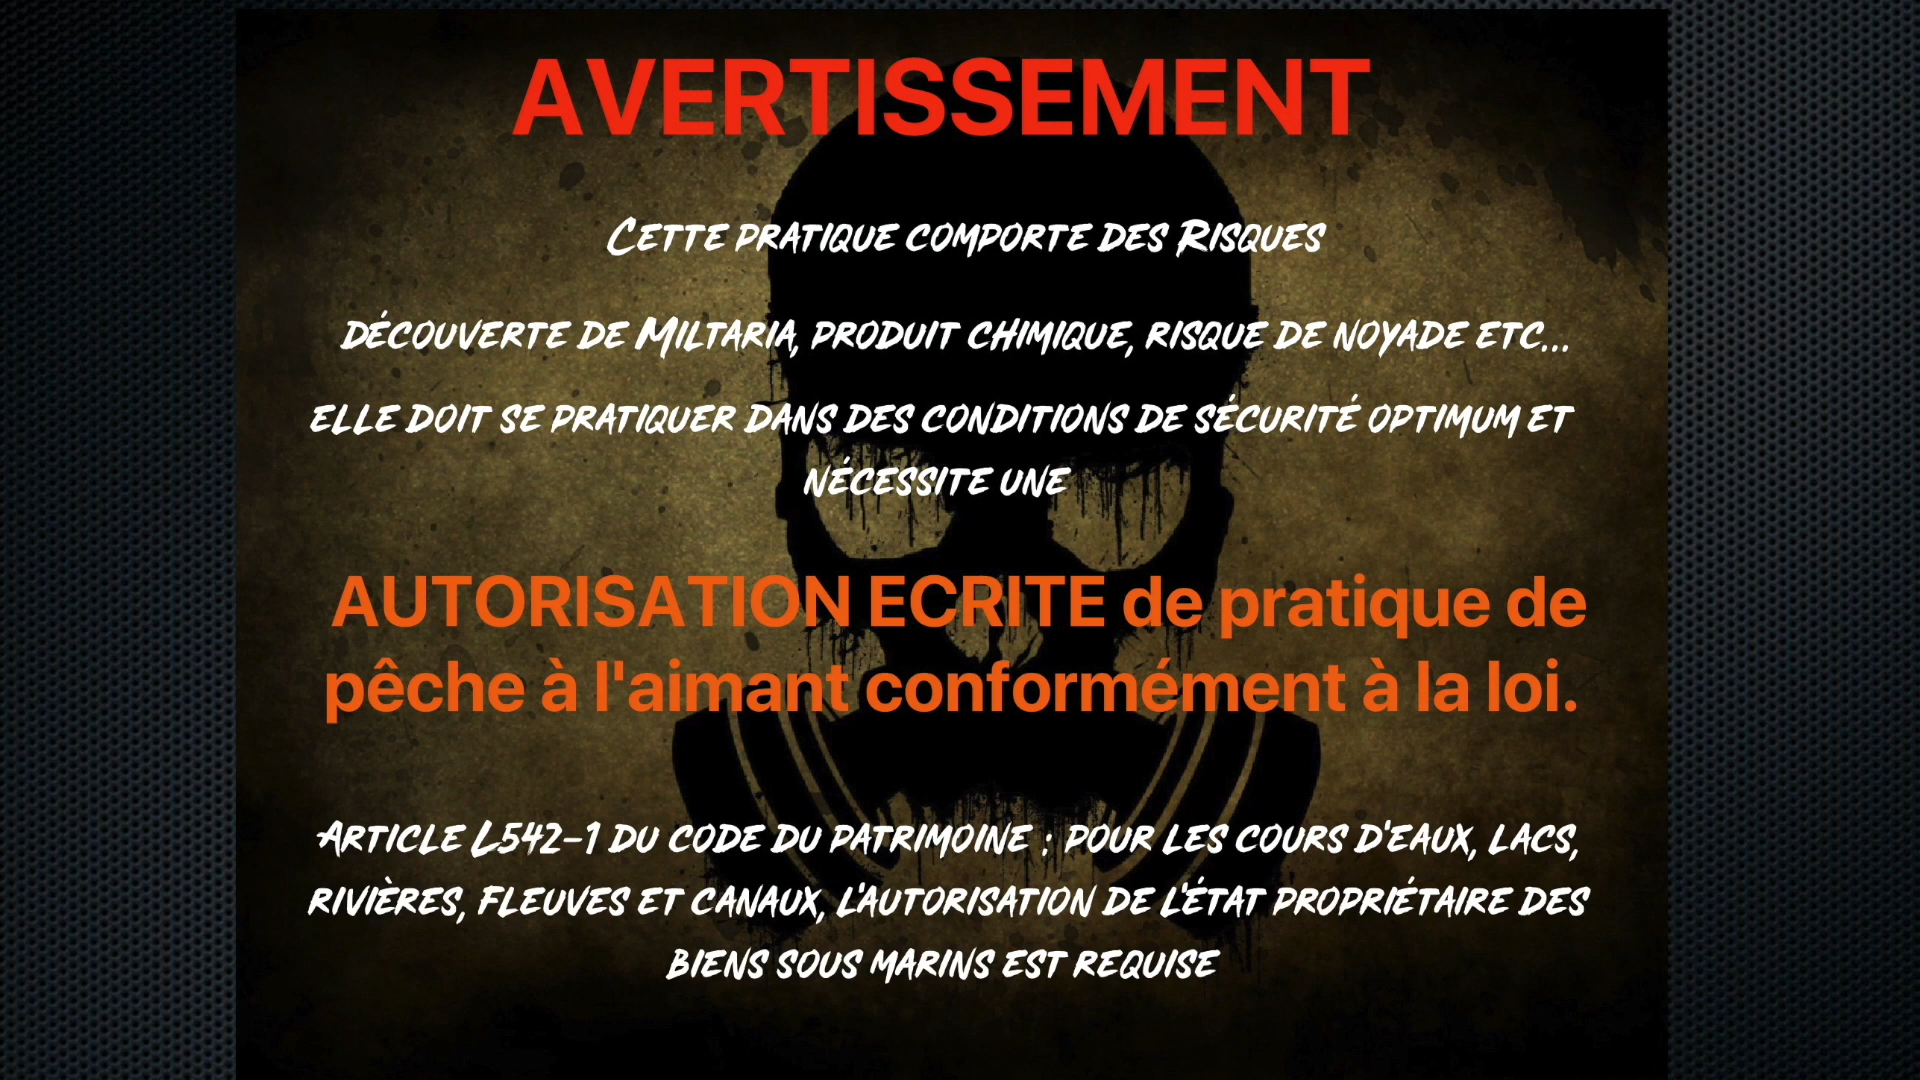 AVERTISSEMENT
Cette pratique comporte des Risques
découverte de Miltaria, produit chimique, risque de noyade etc...
elle doit se pratiquer dans des conditions de sécurité optimum et
nécessite une
AUTORISATION ECRITE de pratique de
pêche à l'aimant conformément à la loi.
Article L542-1 du code du patrimoine : pour les cours d'eaux, lacs,
rivières, fleuves et canaux, l'autorisation de l'état propriétaire des
biens sous marins est requise